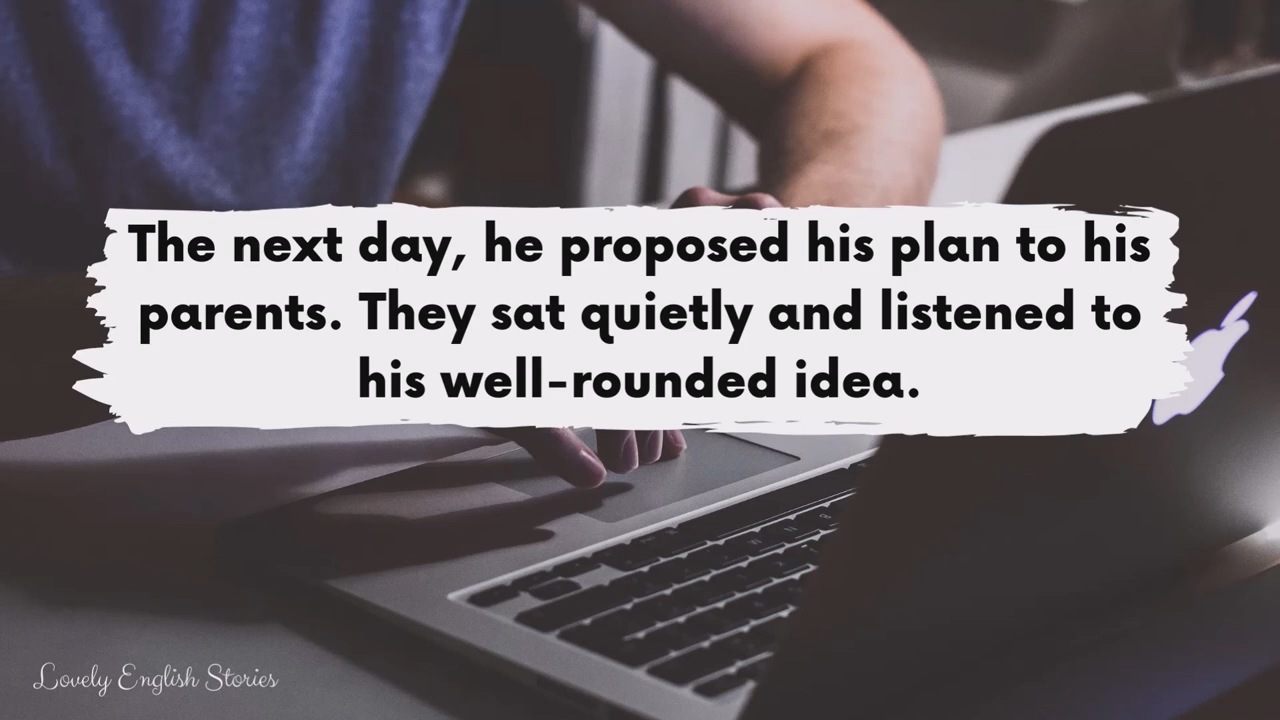 The next day, he proposed his plan to his
parents. They sat quietly and listened to
his well-rounded idea.
Lovely English Stories